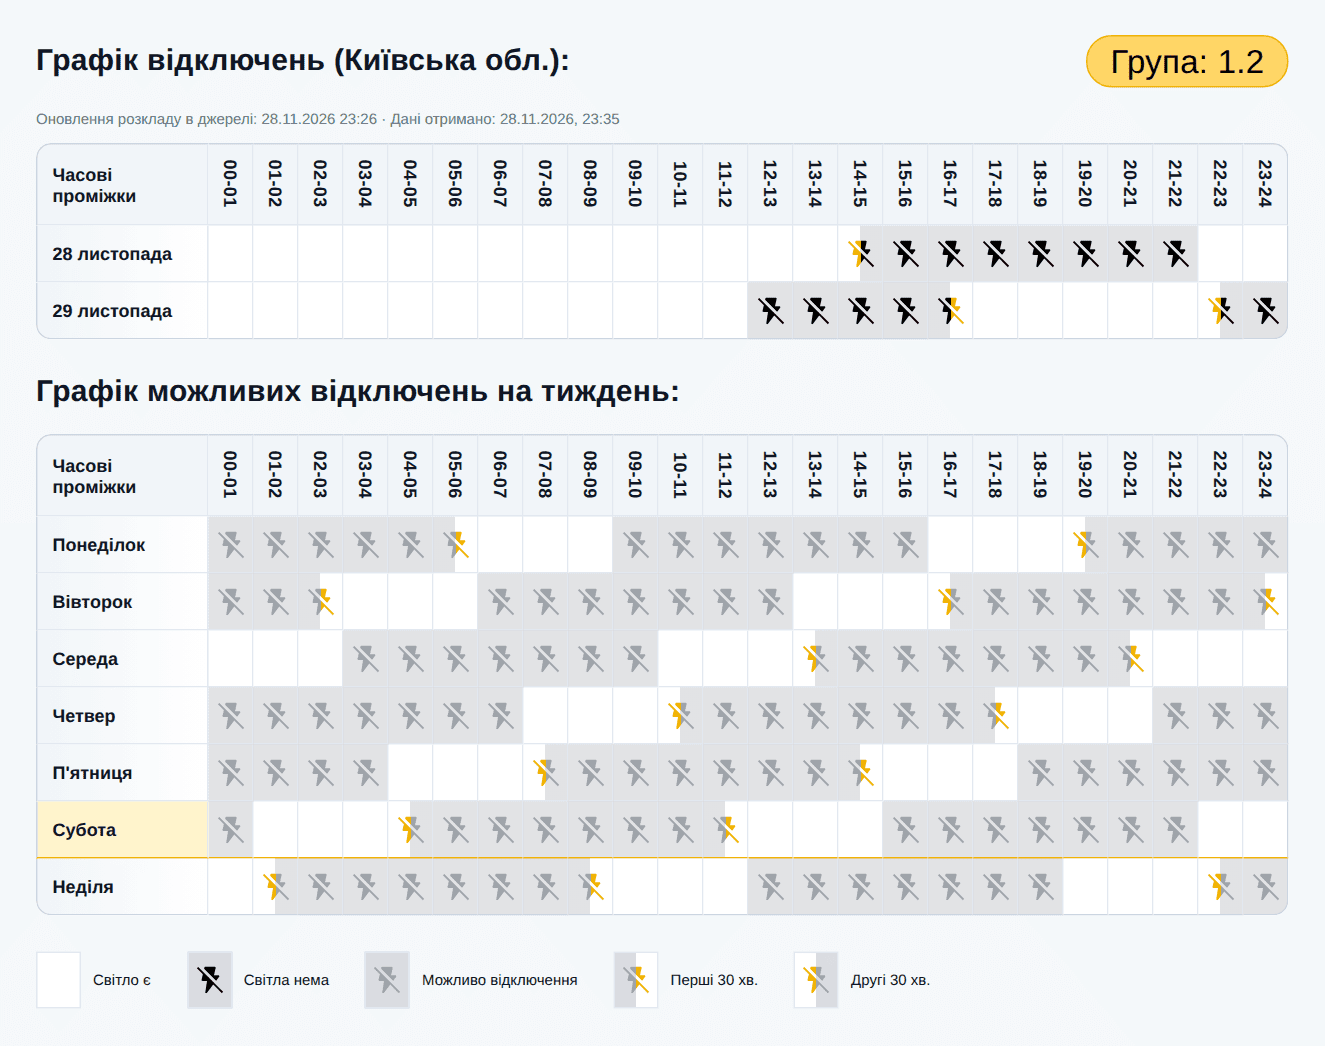 Графік відключень (Київська обл.):
Група: 1.2
Оновлення розкладу в джерелі: 28.11.2026 23:26 · Дані отримано: 28.11.2026, 23:35
Часові
проміжки
00-01 01-02 02-03 03-04 04-05 05-06 06-07 07-08 08-09 09-10 10-11 11-12 12-13 13-14 14-15 15-16 16-17 17-18 18-19 19-20 20-21 21-22 22-23 23-24
28 листопада
29 листопада
Графік можливих відключень на тиждень:
Часові
проміжки
00-01 01-02 02-03 03-04 04-05 05-06 06-07 07-08 08-09 09-10 10-11 11-12 12-13 13-14 14-15 15-16 16-17 17-18 18-19 19-20 20-21 21-22 22-23 23-24
Понеділок
Вівторок
Середа
Четвер
П'ятниця
Субота
Неділя
Світло є
Світла нема
Можливо відключення
Перші 30 хв.
Другі 30 хв.